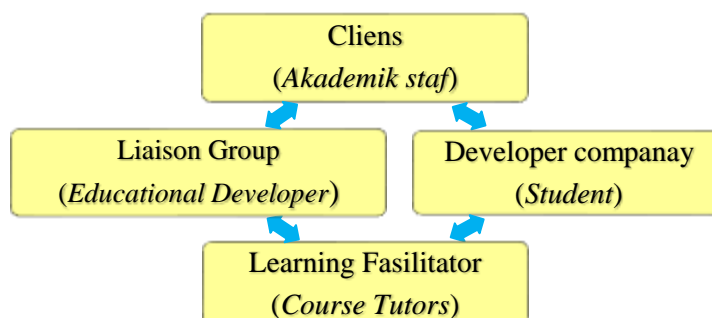 Cliens
(Akademik staf)
Liaison Group
(Educational Developer)
Developer companay
(Student)
Learning Fasilitator
(Course Tutors)